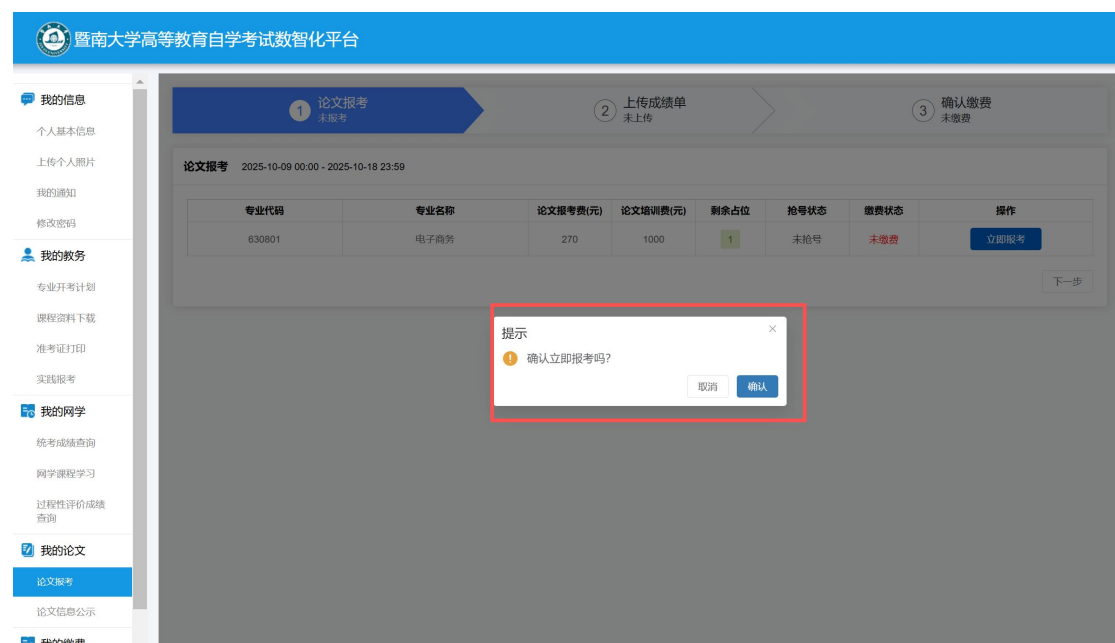 暨南大学高等教育自学考试数智化平台
我的信息
个人基本信息
上传个人照片
我的通知
修改密码
我的教务
专业开考计划
课程资料下载
准考证打印
实践报考
我的网学
统考成绩查询
网学课程学习
过程性评价成绩
查询
我的论文
论文报考
论文信息公示
我的缴费
1 论文报考
未报考
2 上传成绩单
未上传
3 确认缴费
未缴费
论文报考 2025-10-09 00:00 - 2025-10-18 23:59
专业代码 专业名称 论文报考费(元) 论文培训费(元) 剩余占位 抢号状态 缴费状态 操作
630801 电子商务 270 1000 1 未抢号 未缴费 立即报考
下一步
提示
确认立即报考吗?
取消 确认